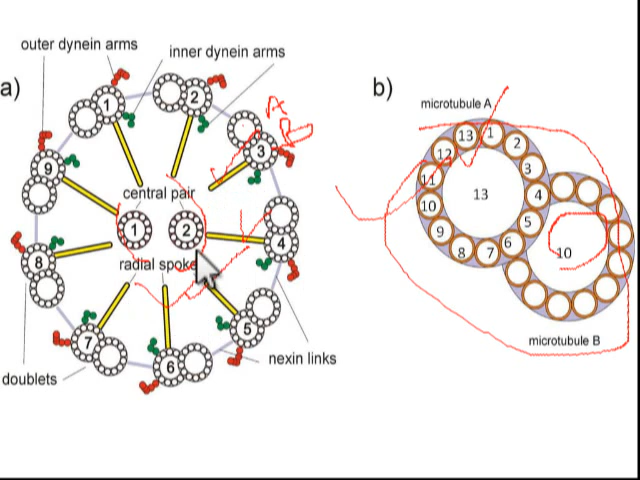 outer dynein arms
inner dynein arms
a)
b)
microtubule A
1
2
3
4
5
6
7
8
9
central pair
1
2
radial spoke
nexin links
doublets
A
B
1
2
3
4
5
6
7
8
9
10
11
12
13
13
10
microtubule B